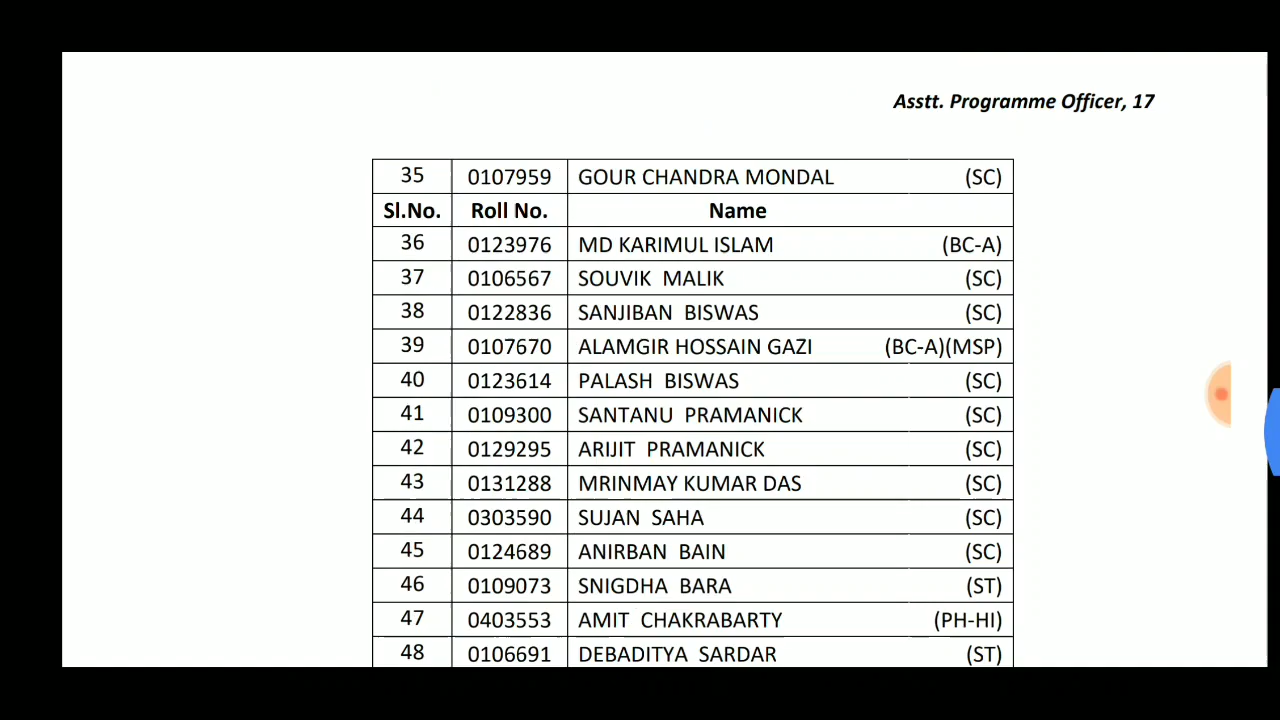 Asstt. Programme Officer, 17
35 0107959 GOUR CHANDRA MONDAL (SC)
Sl.No. Roll No. Name
36 0123976 MD KARIMUL ISLAM (BC-A)
37 0106567 SOUVIK MALIK (SC)
38 0122836 SANJIBAN BISWAS (SC)
39 0107670 ALAMGIR HOSSAIN GAZI (BC-A)(MSP)
40 0123614 PALASH BISWAS (SC)
41 0109300 SANTANU PRAMANICK (SC)
42 0129295 ARIJIT PRAMANICK (SC)
43 0131288 MRINMAY KUMAR DAS (SC)
44 0303590 SUJAN SAHA (SC)
45 0124689 ANIRBAN BAIN (SC)
46 0109073 SNIGDHA BARA (ST)
47 0403553 AMIT CHAKRABARTY (PH-HI)
48 0106691 DEBADITYA SARDAR (ST)